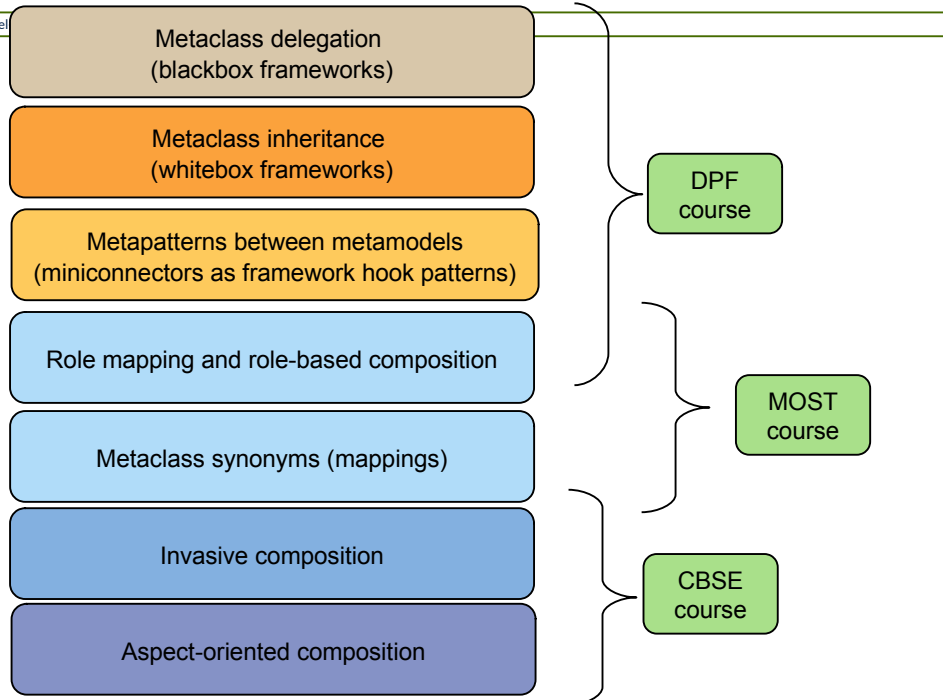 Metaclass delegation
(blackbox frameworks)
Metaclass inheritance
(whitebox frameworks)
DPF
course
Metapatterns between metamodels
(miniconnectors as framework hook patterns)
Role mapping and role-based composition
MOST
course
Metaclass synonyms (mappings)
Invasive composition
CBSE
course
Aspect-oriented composition